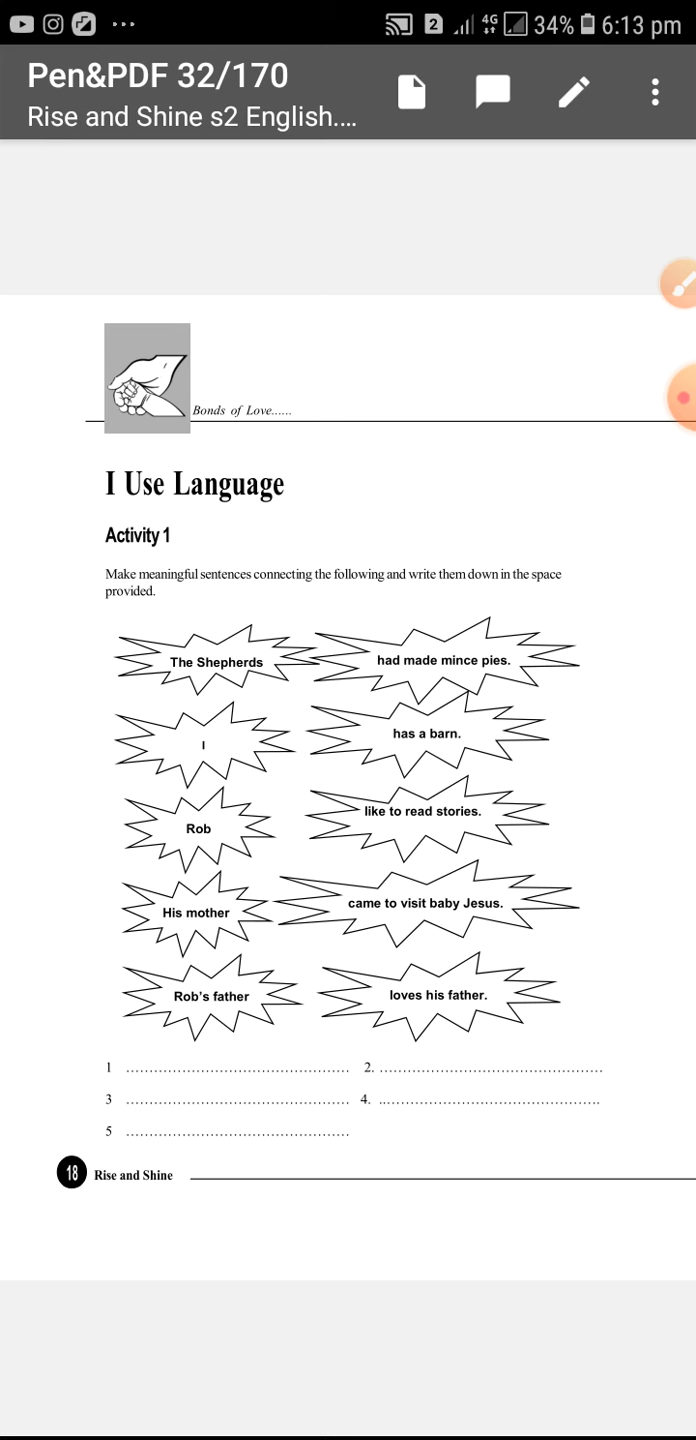 2 4G 34% 6:13 pm
Pen&PDF 32/170
Rise and Shine s2 English....
Bonds of Love......
I Use Language
Activity 1
Make meaningful sentences connecting the following and write them down in the space
provided.
The Shepherds had made mince pies.
I has a barn.
Rob like to read stories.
His mother came to visit baby Jesus.
Rob's father loves his father.
1 ................................................ 2. ................................................
3 ................................................ 4. ................................................
5 ................................................
18 Rise and Shine